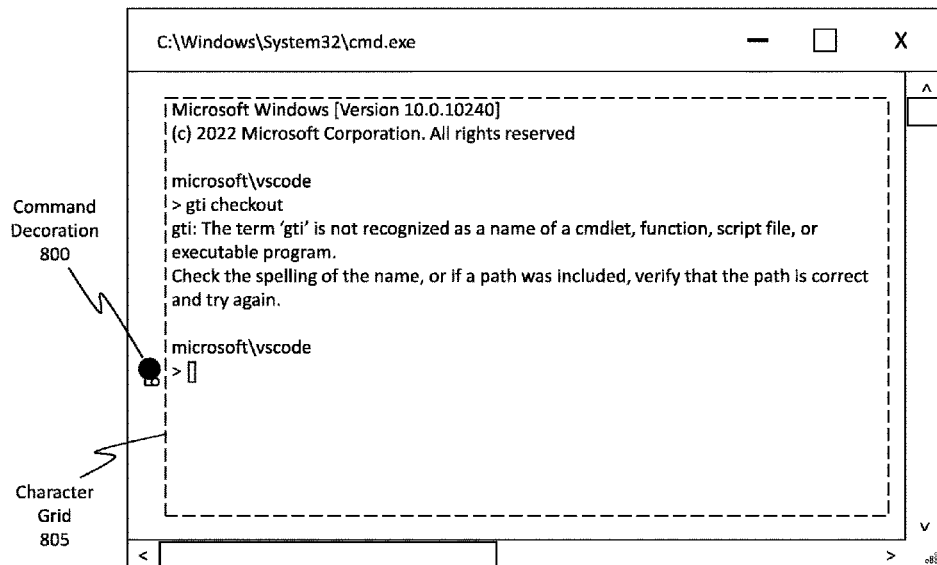 C:\Windows\System32\cmd.exe
X
Microsoft Windows [Version 10.0.10240]
(c) 2022 Microsoft Corporation. All rights reserved
microsoft\vscode
> gti checkout
gti: The term ‘gti’ is not recognized as a name of a cmdlet, function, script file, or
executable program.
Check the spelling of the name, or if a path was included, verify that the path is correct
and try again.
microsoft\vscode
>
Command
Decoration
800
Character
Grid
805